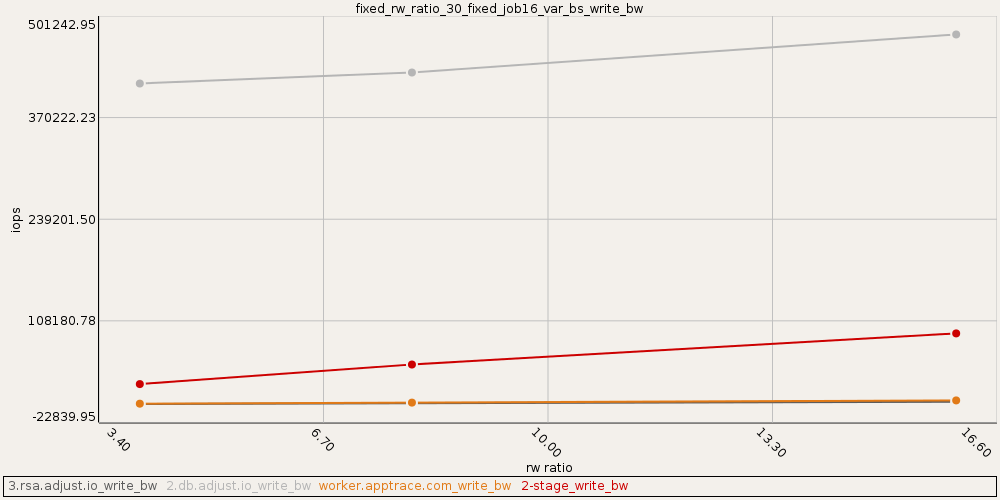 fixed_rw_ratio_30_fixed_job16_var_bs_write_bw
501242.95
370222.23
239201.50
108180.78
-22839.95
iops
3.40 6.70 10.00 13.30 16.60
rw ratio
3.rsa.adjust.io_write_bw 2.db.adjust.io_write_bw worker.apptrace.com_write_bw 2-stage_write_bw